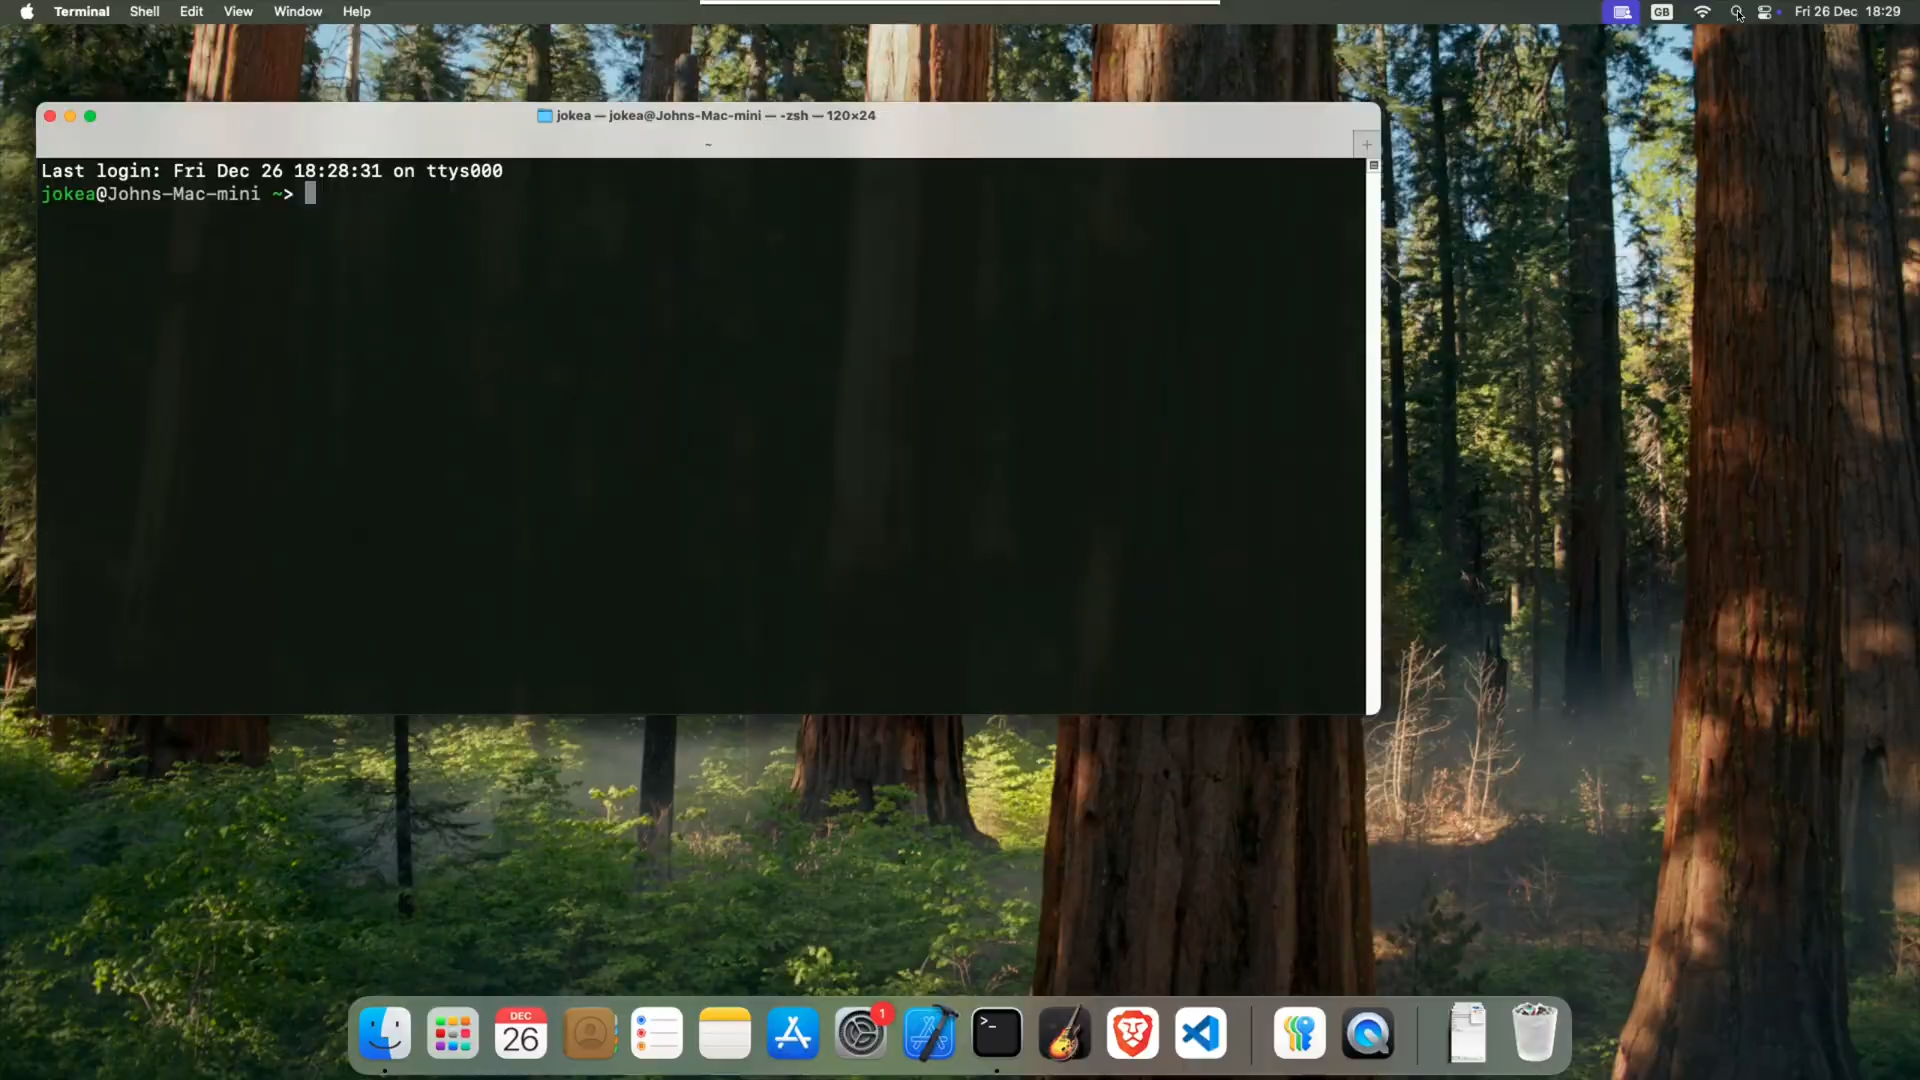 Terminal Shell Edit View Window Help GB Fri 26 Dec 18:29
jokea — jokea@Johns-Mac-mini — -zsh — 120×24
~
Last login: Fri Dec 26 18:28:31 on ttys000
jokea@Johns-Mac-mini ~>
DEC
26
1
>_